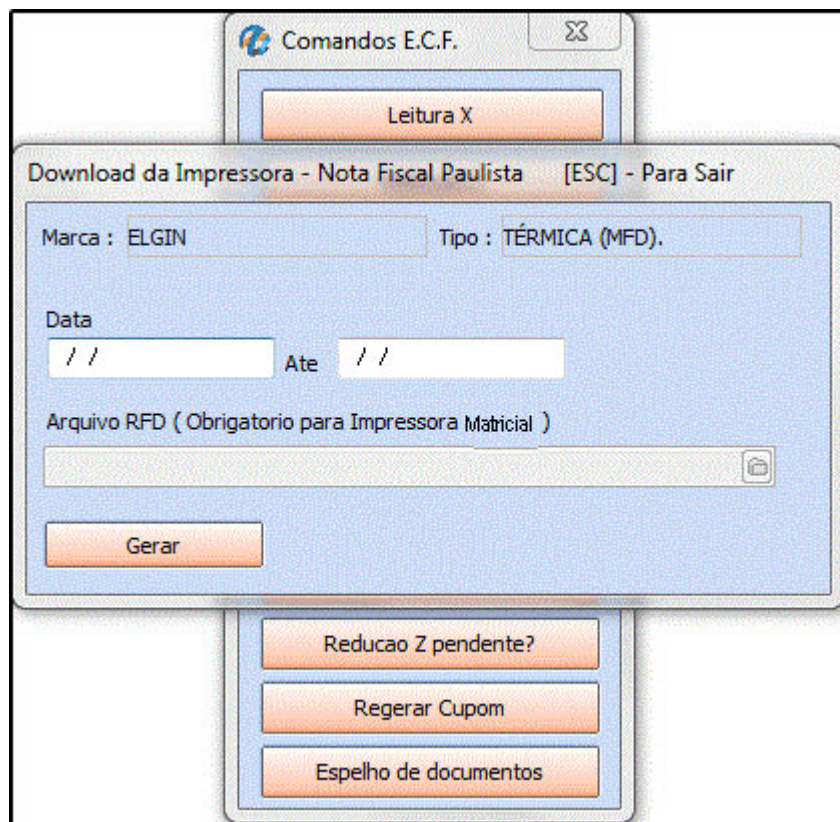 Comandos E.C.F.
Leitura X
Download da Impressora - Nota Fiscal Paulista [ESC] - Para Sair
Marca : ELGIN Tipo : TÉRMICA (MFD).
Data
/ / Ate / /
Arquivo RFD ( Obrigatorio para Impressora Matricial )
Gerar
Reducao Z pendente?
Regerar Cupom
Espelho de documentos